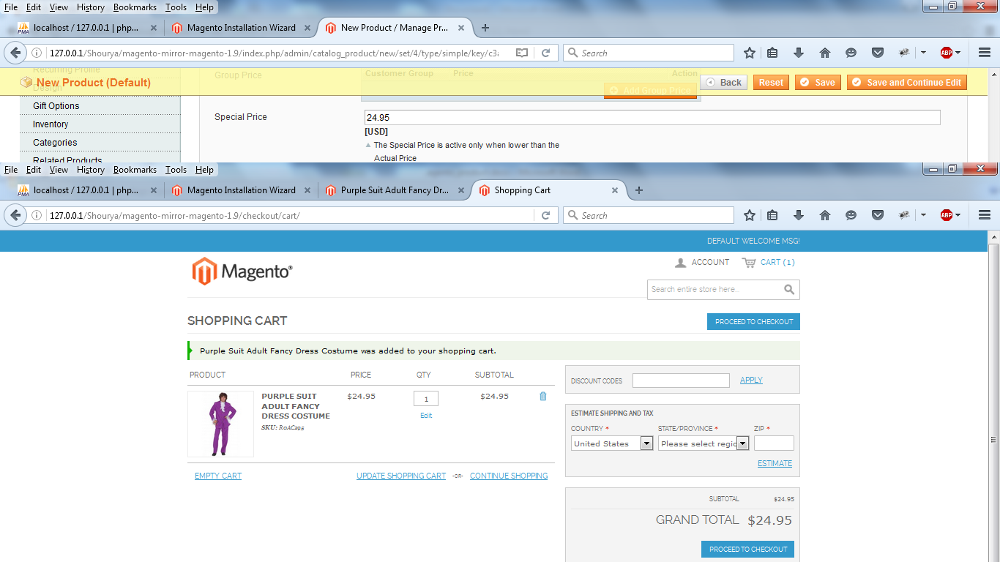 File Edit View History Bookmarks Tools Help
localhost / 127.0.0.1 | php...
Magento Installation Wizard
New Product / Manage Pr...
127.0.0.1/Shourya/magento-mirror-magento-1.9/index.php/admin/catalog_product/new/set/4/type/simple/key/c3a
Search
ABP
Recurring Profile
Group Price
Customer Group Price Action
New Product (Default)
Back Reset Save Save and Continue Edit
Design
Add Group Price
Gift Options
Inventory
Categories
Related Products
Special Price
24.95
[USD]
The Special Price is active only when lower than the
Actual Price
File Edit View History Bookmarks Tools Help
localhost / 127.0.0.1 | php...
Magento Installation Wizard
Purple Suit Adult Fancy Dr...
Shopping Cart
127.0.0.1/Shourya/magento-mirror-magento-1.9/checkout/cart/
Search
ABP
DEFAULT WELCOME MSG!
Magento®
ACCOUNT
CART (1)
Search entire store here...
SHOPPING CART
PROCEED TO CHECKOUT
Purple Suit Adult Fancy Dress Costume was added to your shopping cart.
PRODUCT PRICE QTY SUBTOTAL
PURPLE SUIT
ADULT FANCY
DRESS COSTUME
SKU: R0AC295
$24.95
1
Edit
$24.95
EMPTY CART
UPDATE SHOPPING CART -OR- CONTINUE SHOPPING
DISCOUNT CODES
APPLY
ESTIMATE SHIPPING AND TAX
COUNTRY * STATE/PROVINCE * ZIP *
United States Please select regic
ESTIMATE
SUBTOTAL $24.95
GRAND TOTAL $24.95
PROCEED TO CHECKOUT